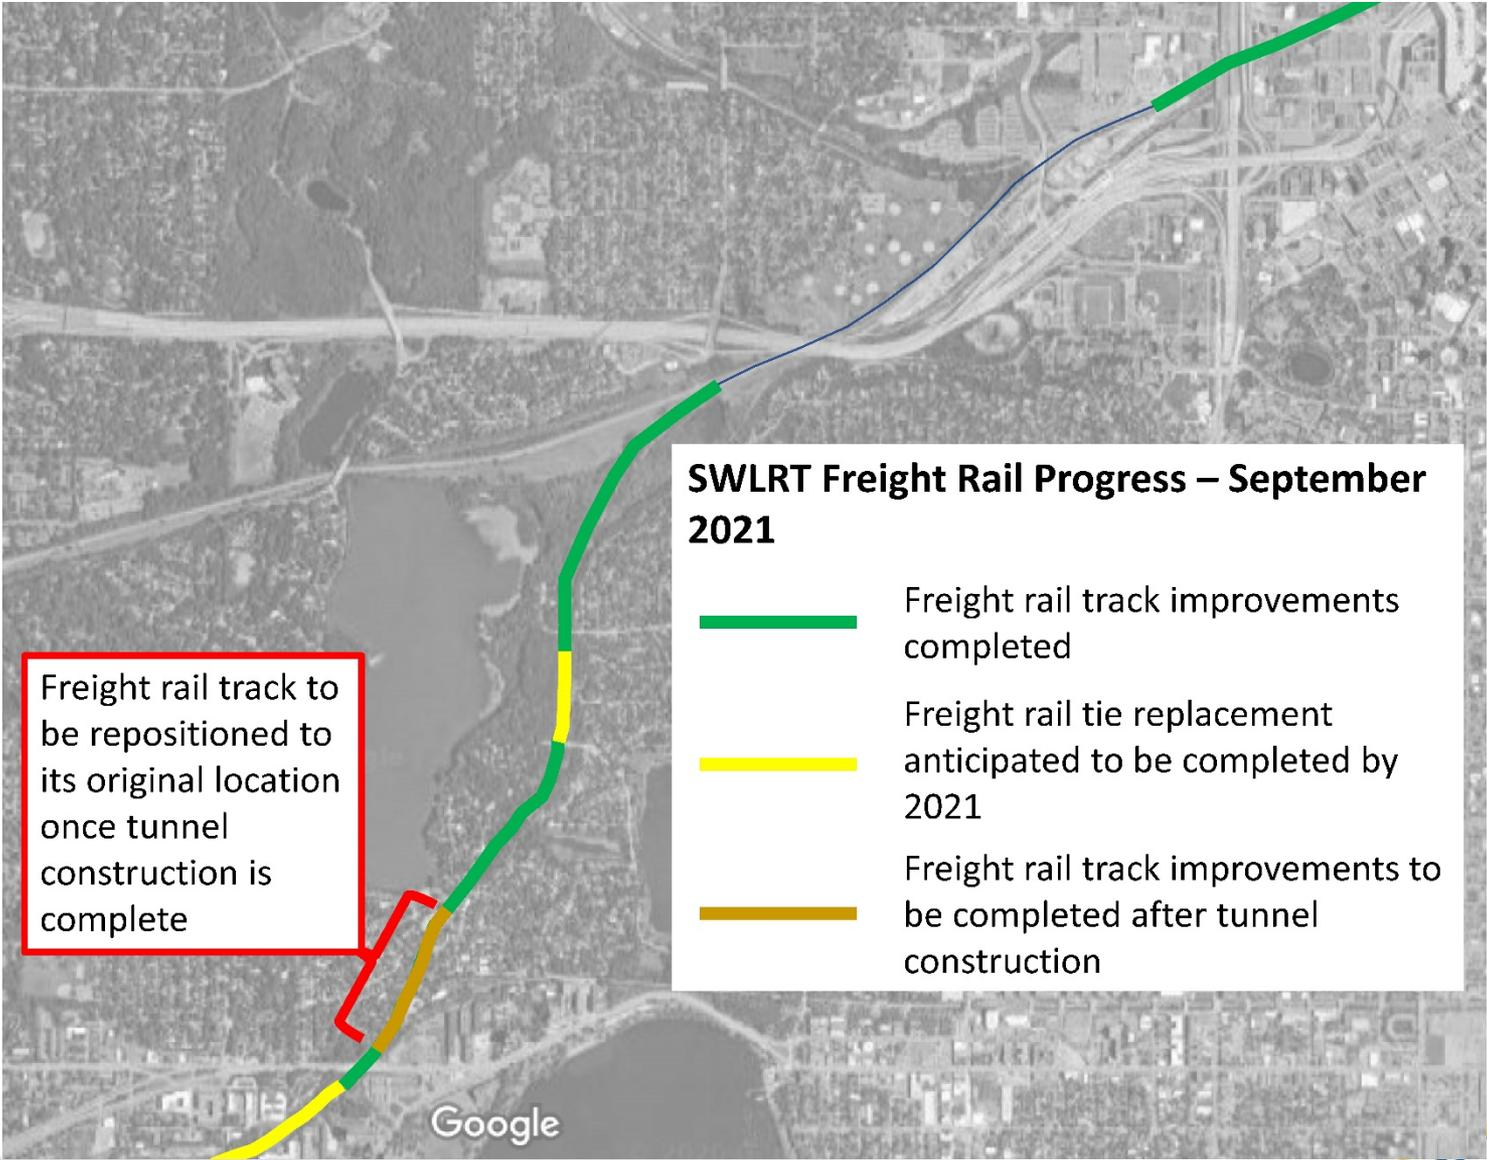 SWLRT Freight Rail Progress – September
2021
Freight rail track improvements
completed
Freight rail tie replacement
anticipated to be completed by
2021
Freight rail track improvements to
be completed after tunnel
construction
Freight rail track to
be repositioned to
its original location
once tunnel
construction is
complete
Google